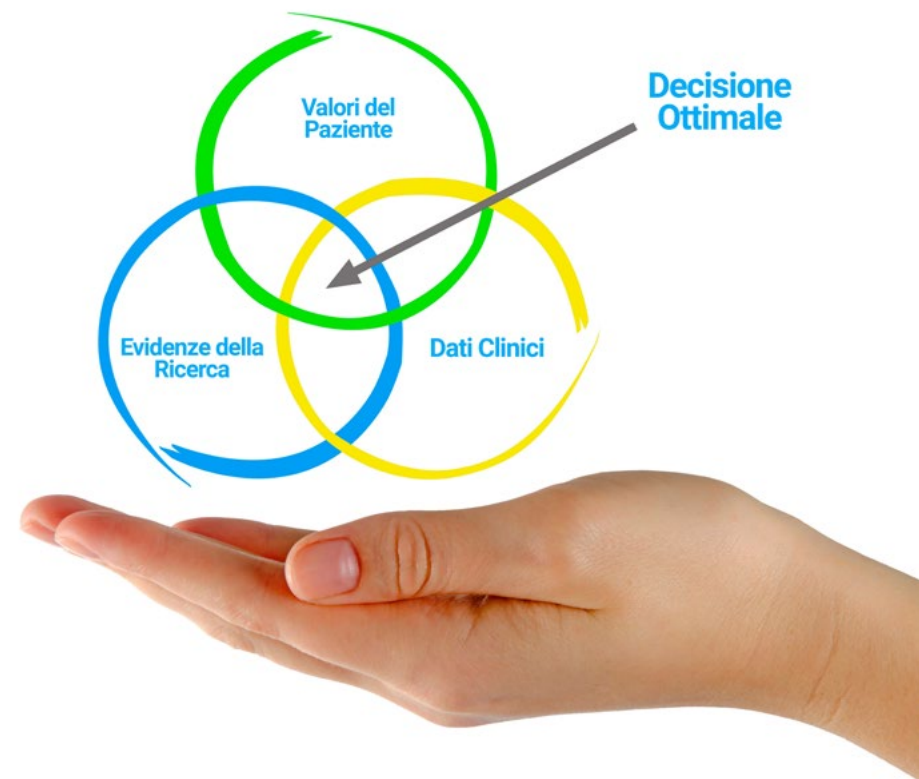 Valori del
Paziente
Decisione
Ottimale
Evidenze della
Ricerca
Dati Clinici